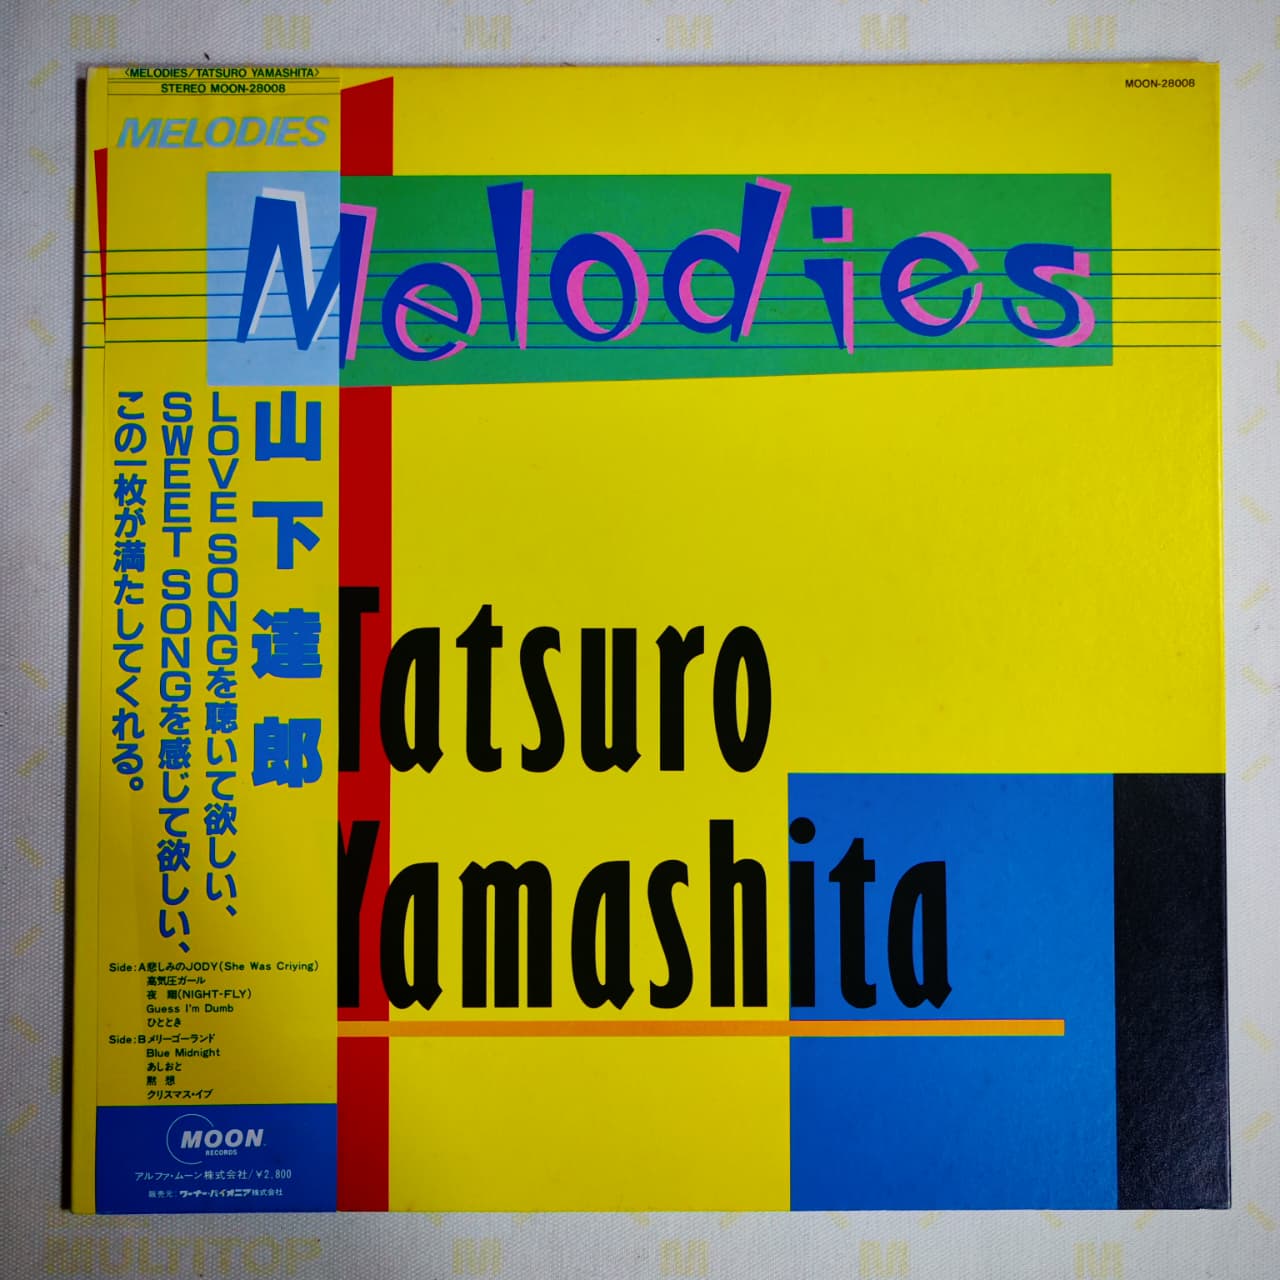 〈MELODIES/TATSURO YAMASHITA〉
STEREO MOON-28008
MELODIES
MOON-28008
Melodies
山下達郎
LOVE SONGを聴いて欲しい、
SWEET SONGを感じて欲しい、
この一枚が満たしてくれる。
Tatsuro
Yamashita
Side:A悲しみのJODY(She Was Criying)
高気圧ガール
夜 翔(NIGHT-FLY)
Guess I'm Dumb
ひととき
Side:Bメリーゴーランド
Blue Midnight
あしおと
黙 想
クリスマス・イブ
MOON
RECORDS
アルファ・ムーン株式会社/¥2,800
販売元:ワーナー・パイオニア株式会社
MULTITOP
MULTITOP